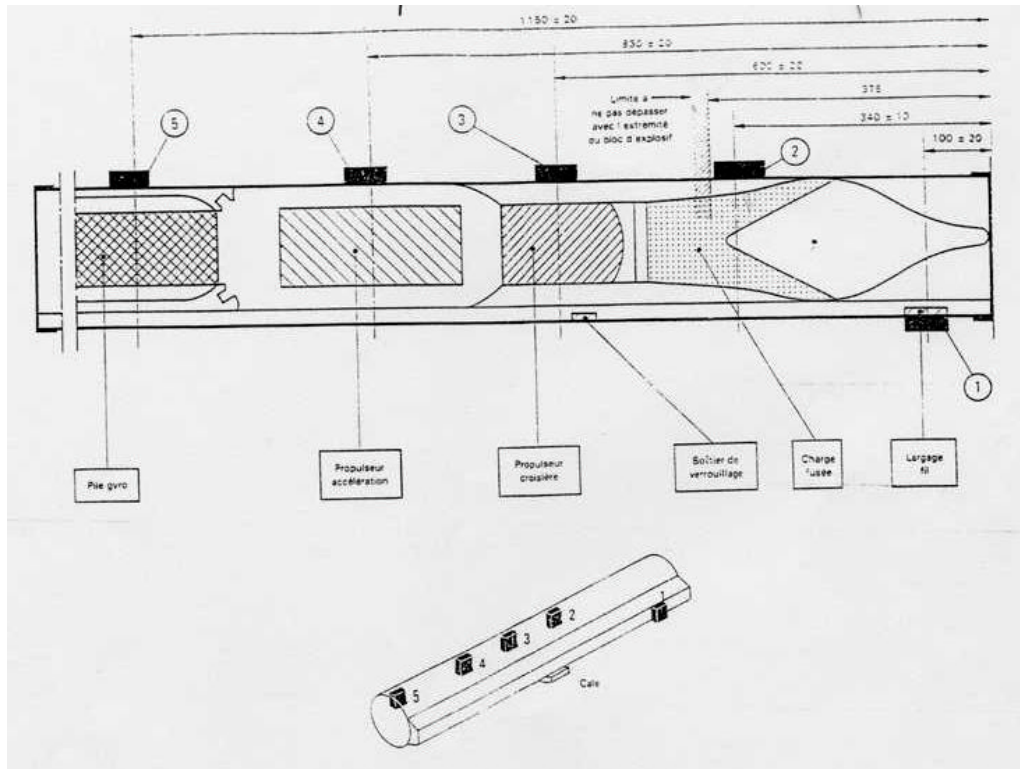 1150 ± 20
850 ± 20
600 ± 20
Limite à
ne pas dépasser
avec l'extrémité
du bloc d'explosif
375
340 ± 10
100 ± 20
5
4
3
2
1
Pile gyro
Propulseur
accélération
Propulseur
croisière
Boîtier de
verrouillage
Charge
fusée
Largage
fil
1
2
3
4
5
Cale